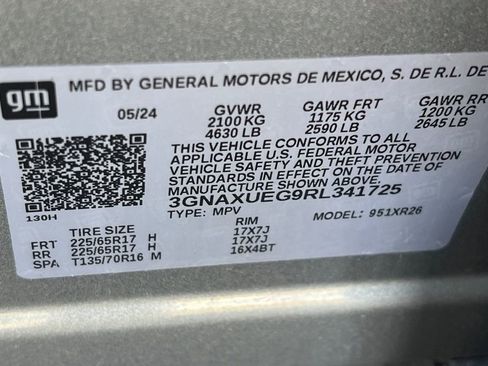 gm
MFD BY GENERAL MOTORS DE MEXICO, S. DE R.L. DE
05/24 GVWR GAWR FRT GAWR RR
2100 KG 1175 KG 1200 KG
4630 LB 2590 LB 2645 LB
THIS VEHICLE CONFORMS TO ALL
APPLICABLE U.S. FEDERAL MOTOR
VEHICLE SAFETY AND THEFT PREVENTION
STANDARDS IN EFFECT ON THE DATE OF
MANUFACTURE SHOWN ABOVE.
3GNAXUEG9RL341725
130H TYPE: MPV MODEL: 951XR26
TIRE SIZE RIM
FRT 225/65R17 H 17X7J
RR 225/65R17 H 17X7J
SPA T135/70R16 M 16X4BT